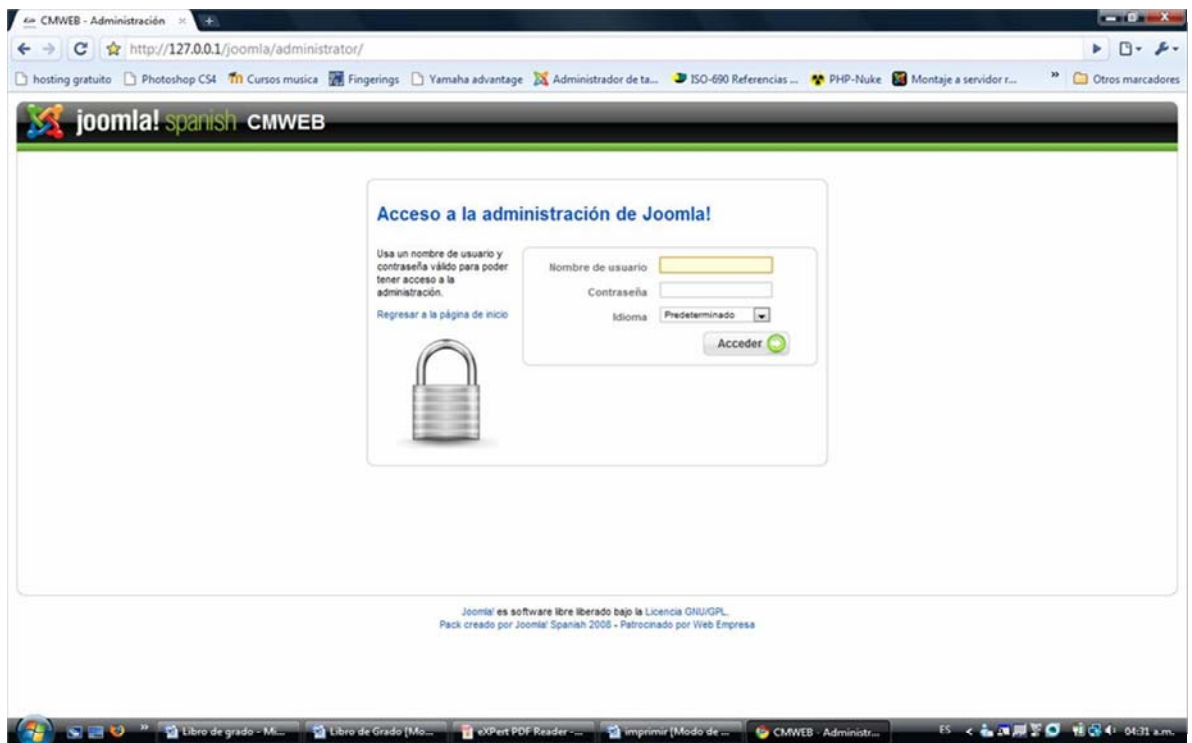 CMWEB - Administración
http://127.0.0.1/joomla/administrator/
hosting gratuito Photoshop CS4 Cursos musica Fingerings Yamaha advantage Administrador de ta... ISO-690 Referencias ... PHP-Nuke Montaje a servidor r... » Otros marcadores
joomla! spanish CMWEB
Acceso a la administración de Joomla!
Usa un nombre de usuario y
contraseña válido para poder
tener acceso a la
administración.
Regresar a la página de inicio
Nombre de usuario
Contraseña
Idioma Predeterminado
Acceder
Joomla! es software libre liberado bajo la Licencia GNU/GPL.
Pack creado por Joomla! Spanish 2008 - Patrocinado por Web Empresa
» Libro de grado - Mi... Libro de Grado [Mo... eXPert PDF Reader -... imprimir [Modo de ... CMWEB - Administr... ES < 04:31 a.m.